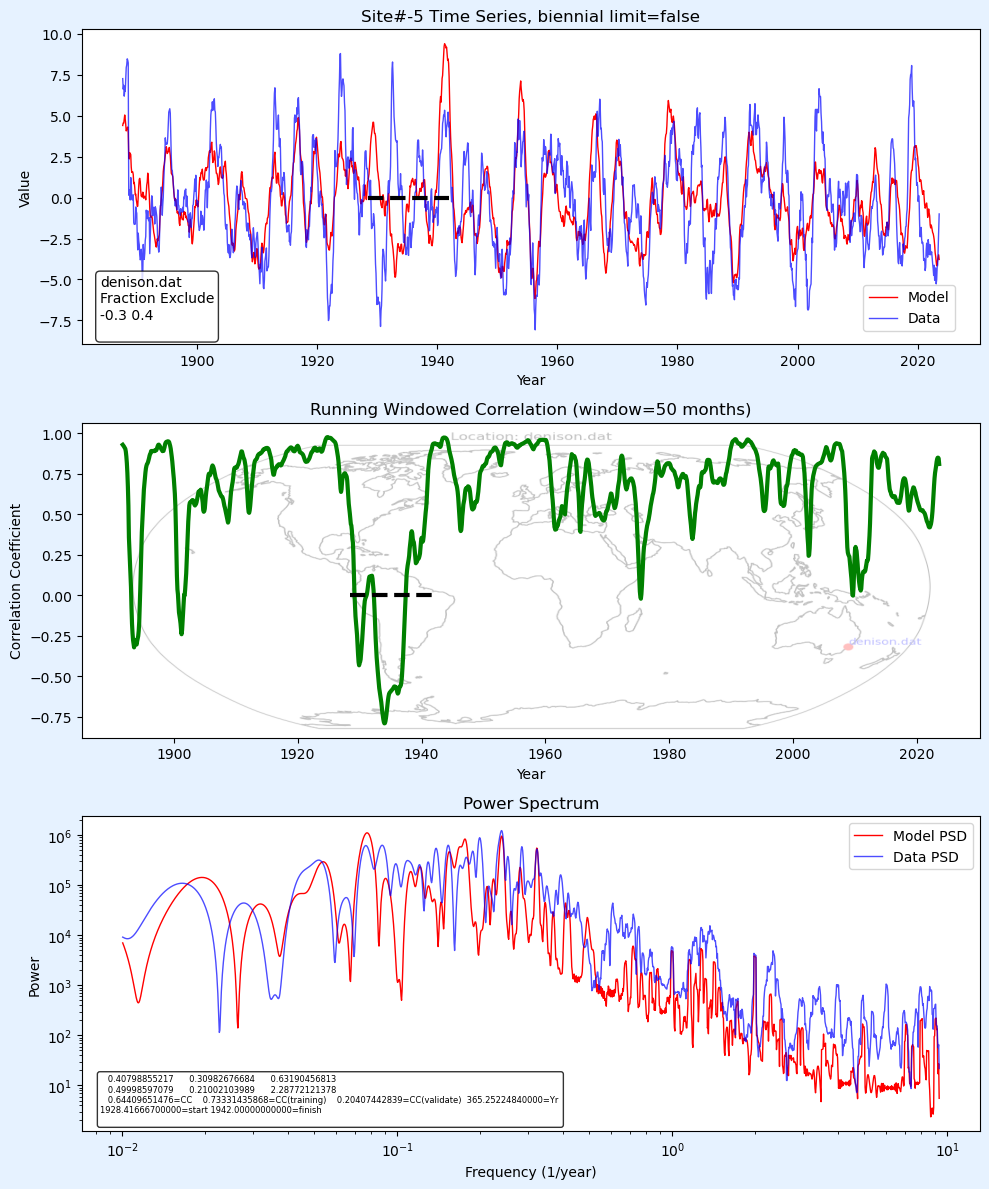 Site#-5 Time Series, biennial limit=false
10.0
7.5
5.0
2.5
0.0
−2.5
−5.0
−7.5
Value
denison.dat
Fraction Exclude
-0.3 0.4
Model
Data
1900 1920 1940 1960 1980 2000 2020
Year
Running Windowed Correlation (window=50 months)
Location: denison.dat
1.00
0.75
0.50
0.25
0.00
−0.25
−0.50
−0.75
Correlation Coefficient
denison.dat
1900 1920 1940 1960 1980 2000 2020
Year
Power Spectrum
10^6
10^5
10^4
10^3
10^2
10^1
Power
Model PSD
Data PSD
0.40798855217 0.30982676684 0.63190456813
0.49998597079 0.21002103989 2.28772121378
0.64409651476=CC 0.73331435868=CC(training) 0.20407442839=CC(validate) 365.25224840000=Yr
1928.41666700000=start 1942.00000000000=finish
10^−2 10^−1 10^0 10^1
Frequency (1/year)